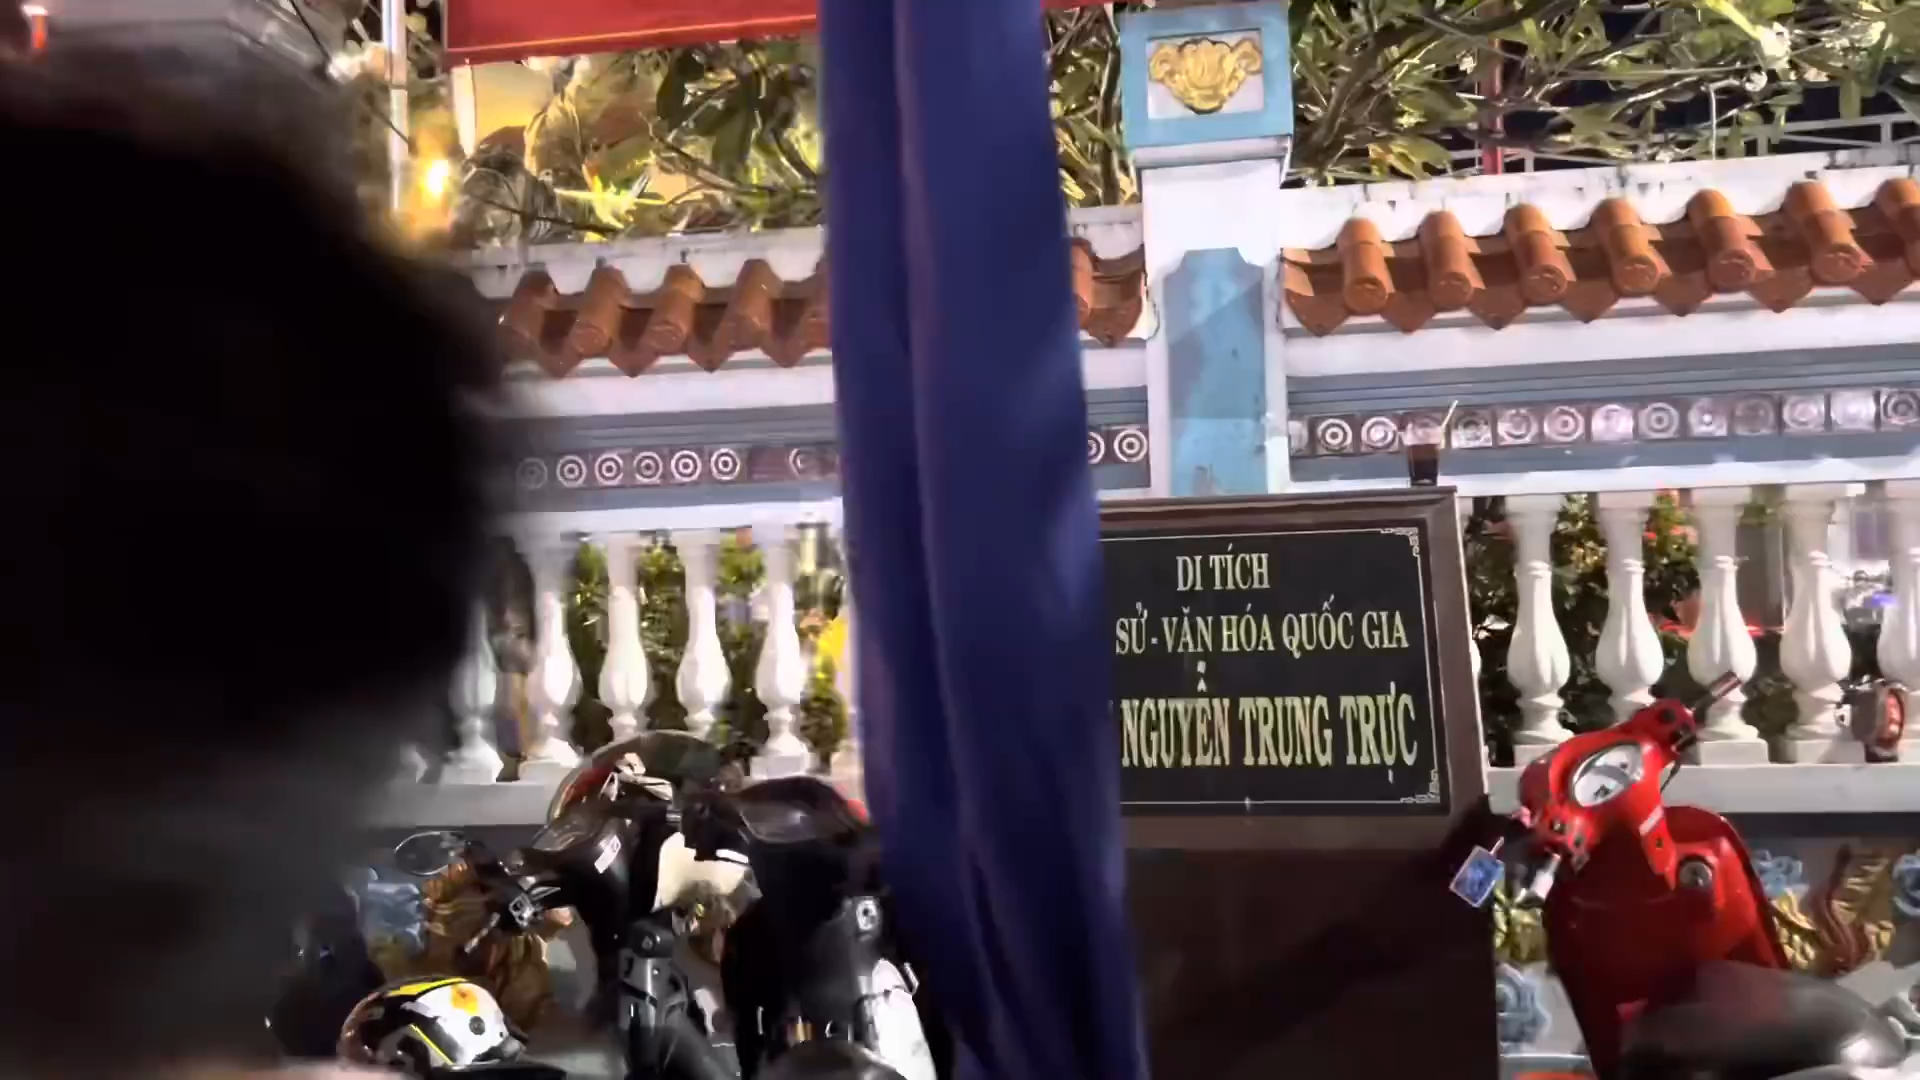 DI TÍCH
SỬ - VĂN HÓA QUỐC GIA
NGUYỄN TRUNG TRỰC